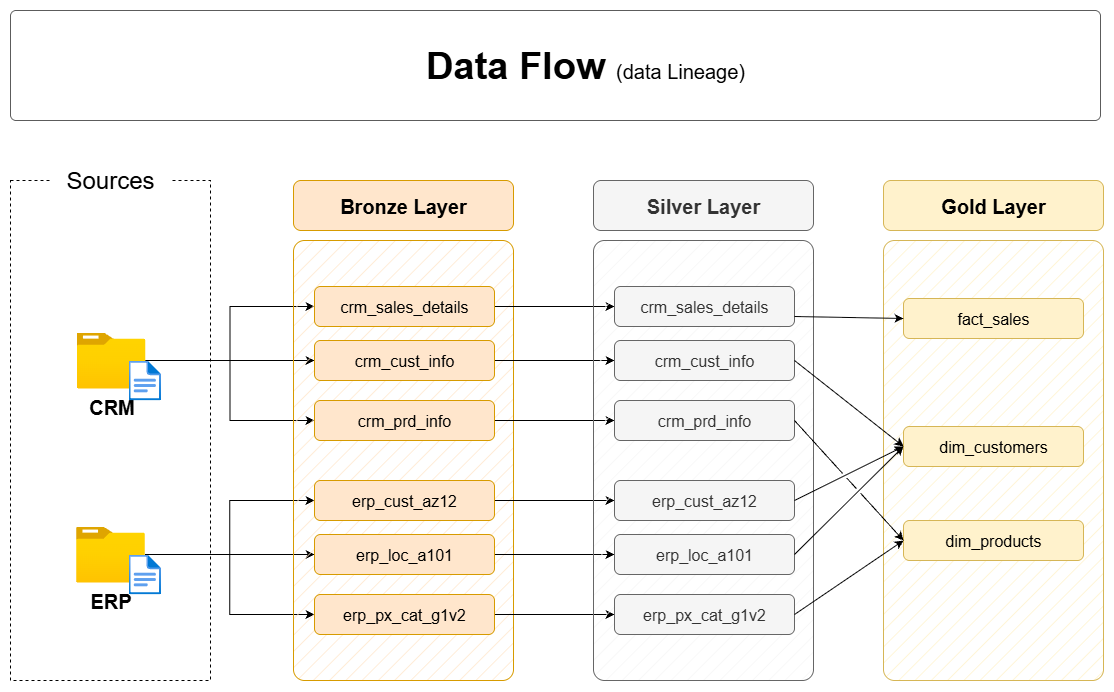 Data Flow (data Lineage)
Sources
Bronze Layer
Silver Layer
Gold Layer
crm_sales_details
crm_sales_details
fact_sales
crm_cust_info
crm_cust_info
CRM
crm_prd_info
crm_prd_info
dim_customers
erp_cust_az12
erp_cust_az12
erp_loc_a101
erp_loc_a101
dim_products
ERP
erp_px_cat_g1v2
erp_px_cat_g1v2